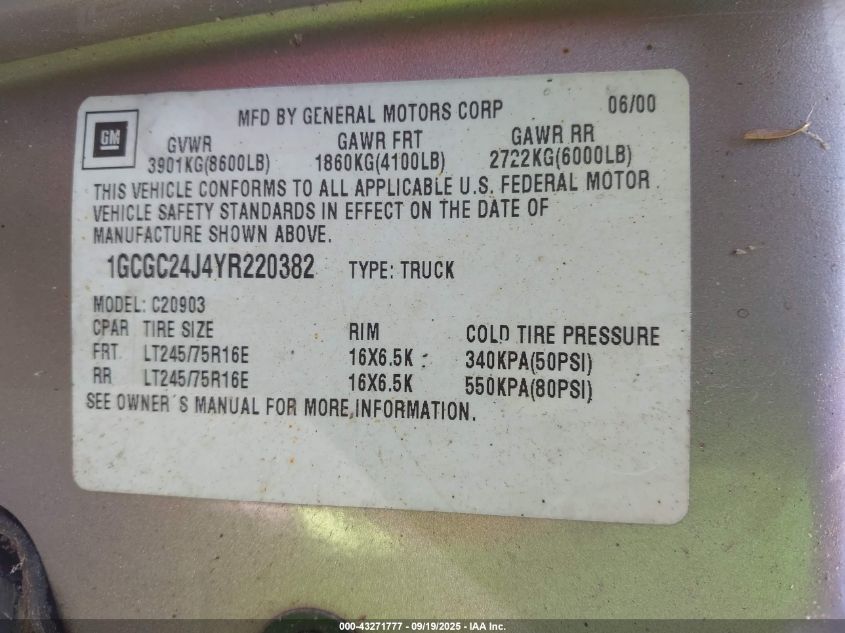 MFD BY GENERAL MOTORS CORP 06/00
GM
GVWR GAWR FRT GAWR RR
3901KG(8600LB) 1860KG(4100LB) 2722KG(6000LB)
THIS VEHICLE CONFORMS TO ALL APPLICABLE U.S. FEDERAL MOTOR
VEHICLE SAFETY STANDARDS IN EFFECT ON THE DATE OF
MANUFACTURE SHOWN ABOVE.
1GCGC24J4YR220382 TYPE: TRUCK
MODEL: C20903
CPAR TIRE SIZE RIM COLD TIRE PRESSURE
FRT LT245/75R16E 16X6.5K 340KPA(50PSI)
RR LT245/75R16E 16X6.5K 550KPA(80PSI)
SEE OWNER'S MANUAL FOR MORE INFORMATION.
000-43271777 - 09/19/2025 - IAA Inc.